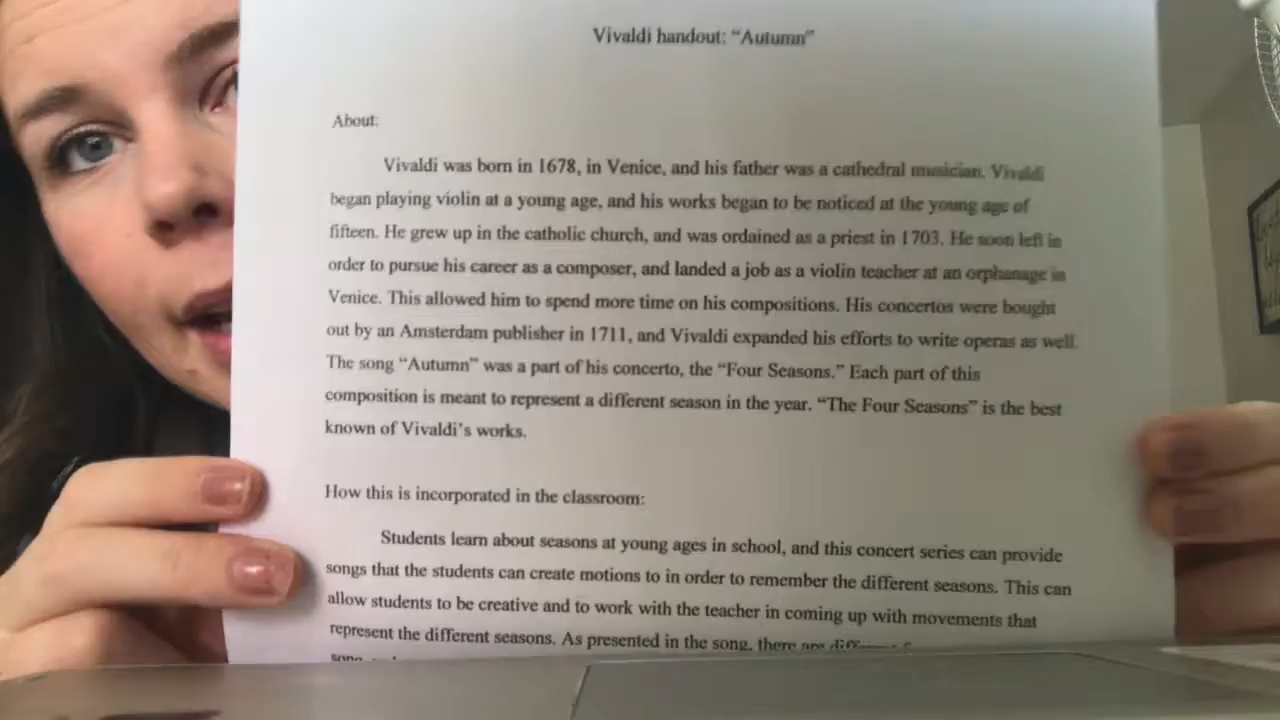 Vivaldi handout: “Autumn”
About:
Vivaldi was born in 1678, in Venice, and his father was a cathedral musician. Vivaldi
began playing violin at a young age, and his works began to be noticed at the young age of
fifteen. He grew up in the catholic church, and was ordained as a priest in 1703. He soon left in
order to pursue his career as a composer, and landed a job as a violin teacher at an orphanage in
Venice. This allowed him to spend more time on his compositions. His concertos were bought
out by an Amsterdam publisher in 1711, and Vivaldi expanded his efforts to write operas as well.
The song “Autumn” was a part of his concerto, the “Four Seasons.” Each part of this
composition is meant to represent a different season in the year. “The Four Seasons” is the best
known of Vivaldi’s works.
How this is incorporated in the classroom:
Students learn about seasons at young ages in school, and this concert series can provide
songs that the students can create motions to in order to remember the different seasons. This can
allow students to be creative and to work with the teacher in coming up with movements that
represent the different seasons. As presented in the song, there are